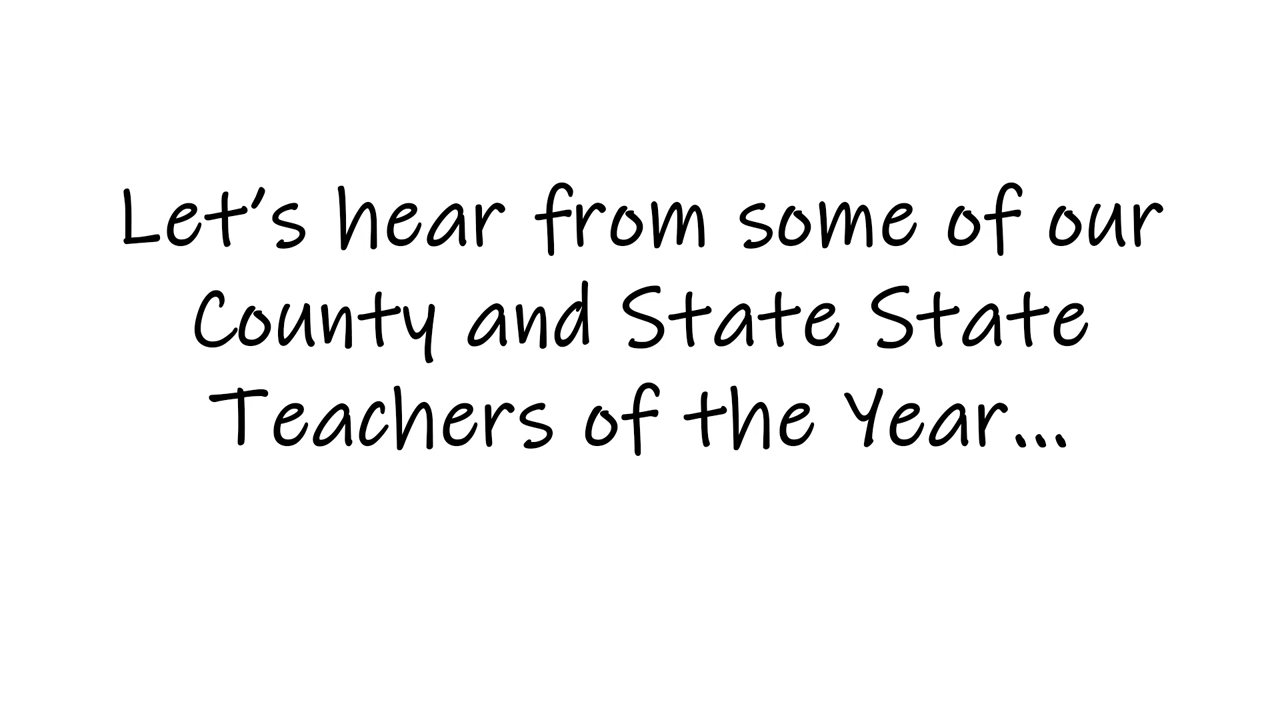 Let's hear from some of our
County and State State
Teachers of the Year...